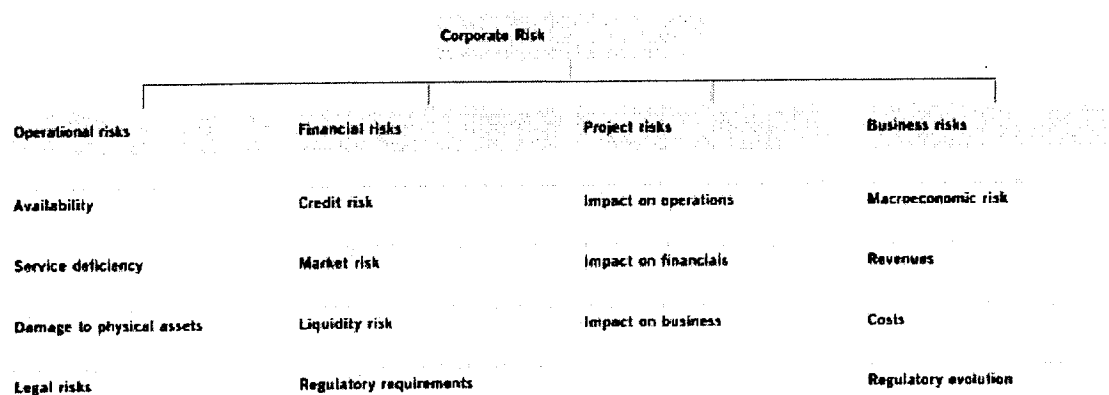 Corporate Risk
Operational risks Financial risks Project risks Business risks
Availability Credit risk Impact on operations Macroeconomic risk
Service deficiency Market risk Impact on financials Revenues
Damage to physical assets Liquidity risk Impact on business Costs
Legal risks Regulatory requirements Regulatory evolution